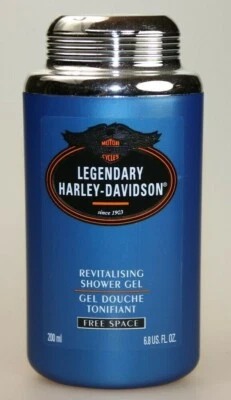 MOTOR
CYCLES
LEGENDARY
HARLEY-DAVIDSON®
since 1903
REVITALISING
SHOWER GEL
GEL DOUCHE
TONIFIANT
FREE SPACE
200 ml 6.8 US. FL. OZ.